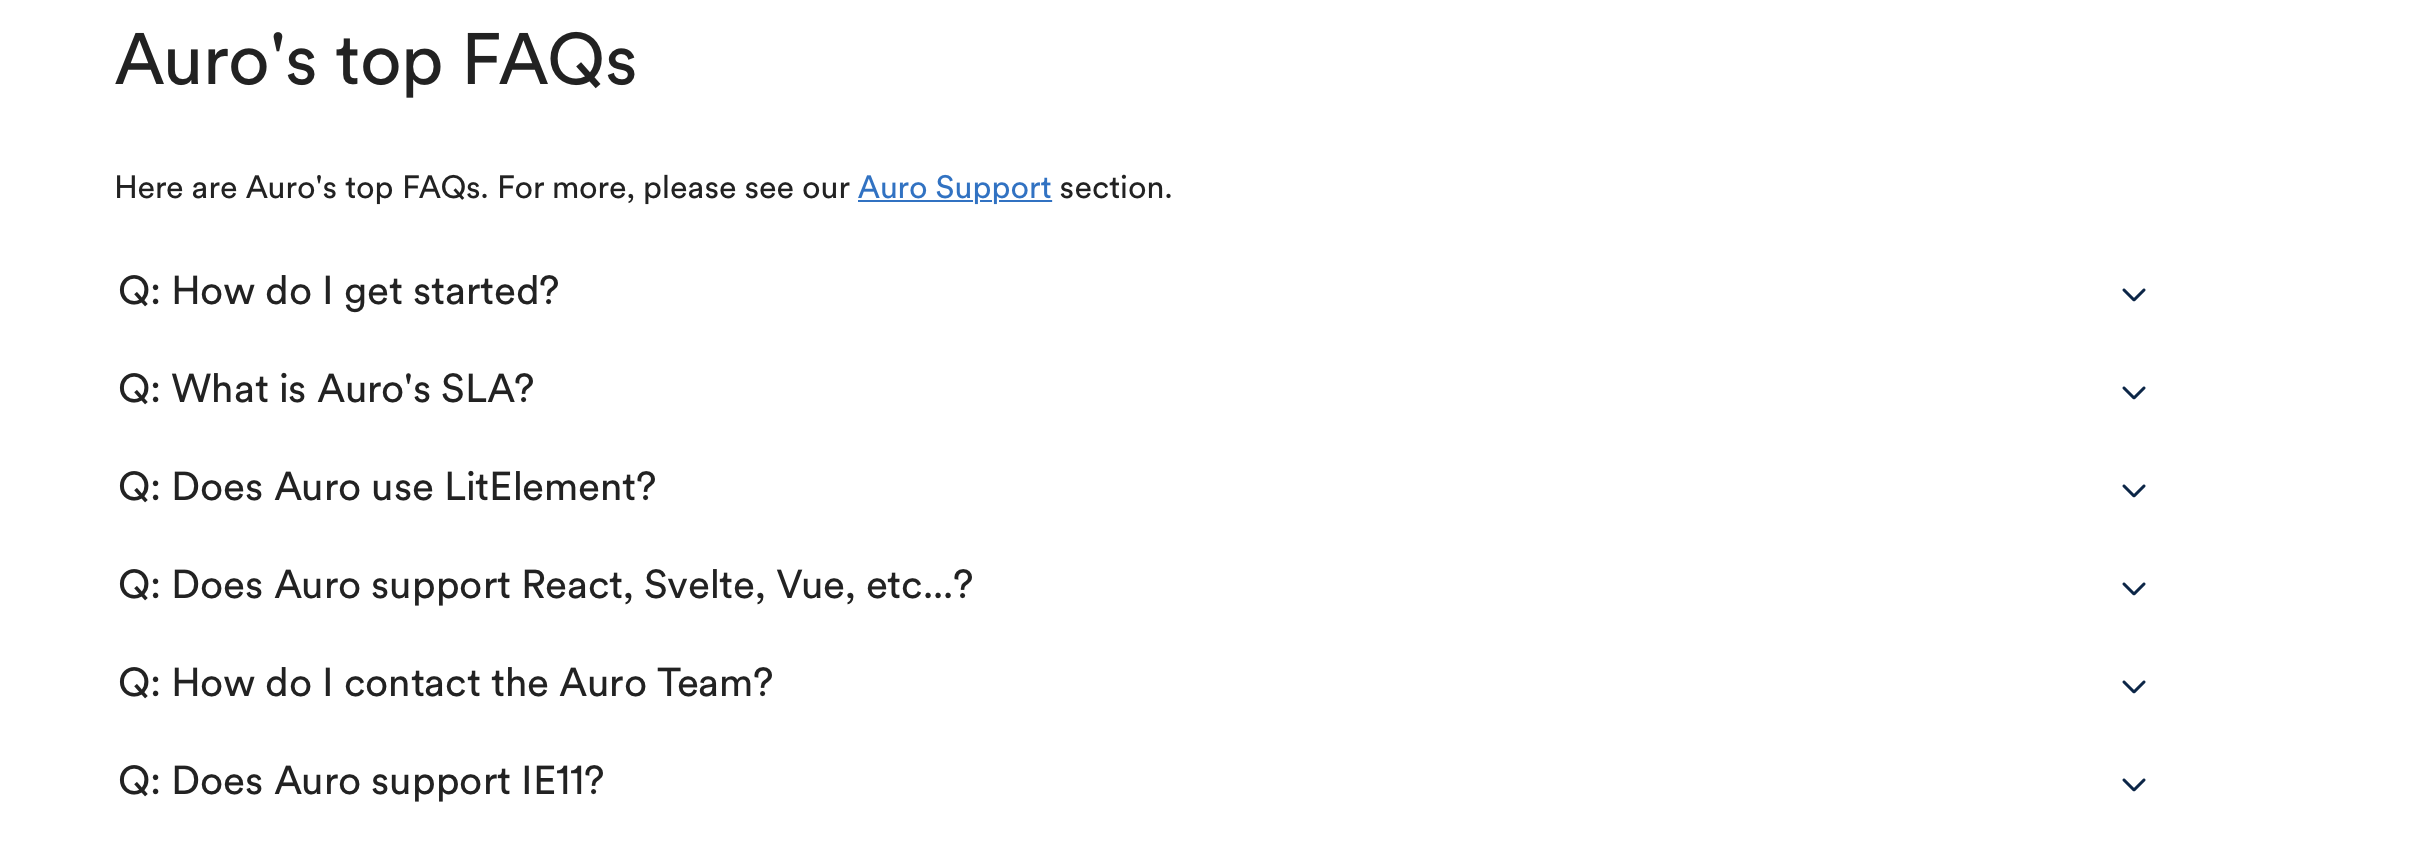 Auro's top FAQs
Here are Auro's top FAQs. For more, please see our Auro Support section.
Q: How do I get started?
Q: What is Auro's SLA?
Q: Does Auro use LitElement?
Q: Does Auro support React, Svelte, Vue, etc...?
Q: How do I contact the Auro Team?
Q: Does Auro support IE11?